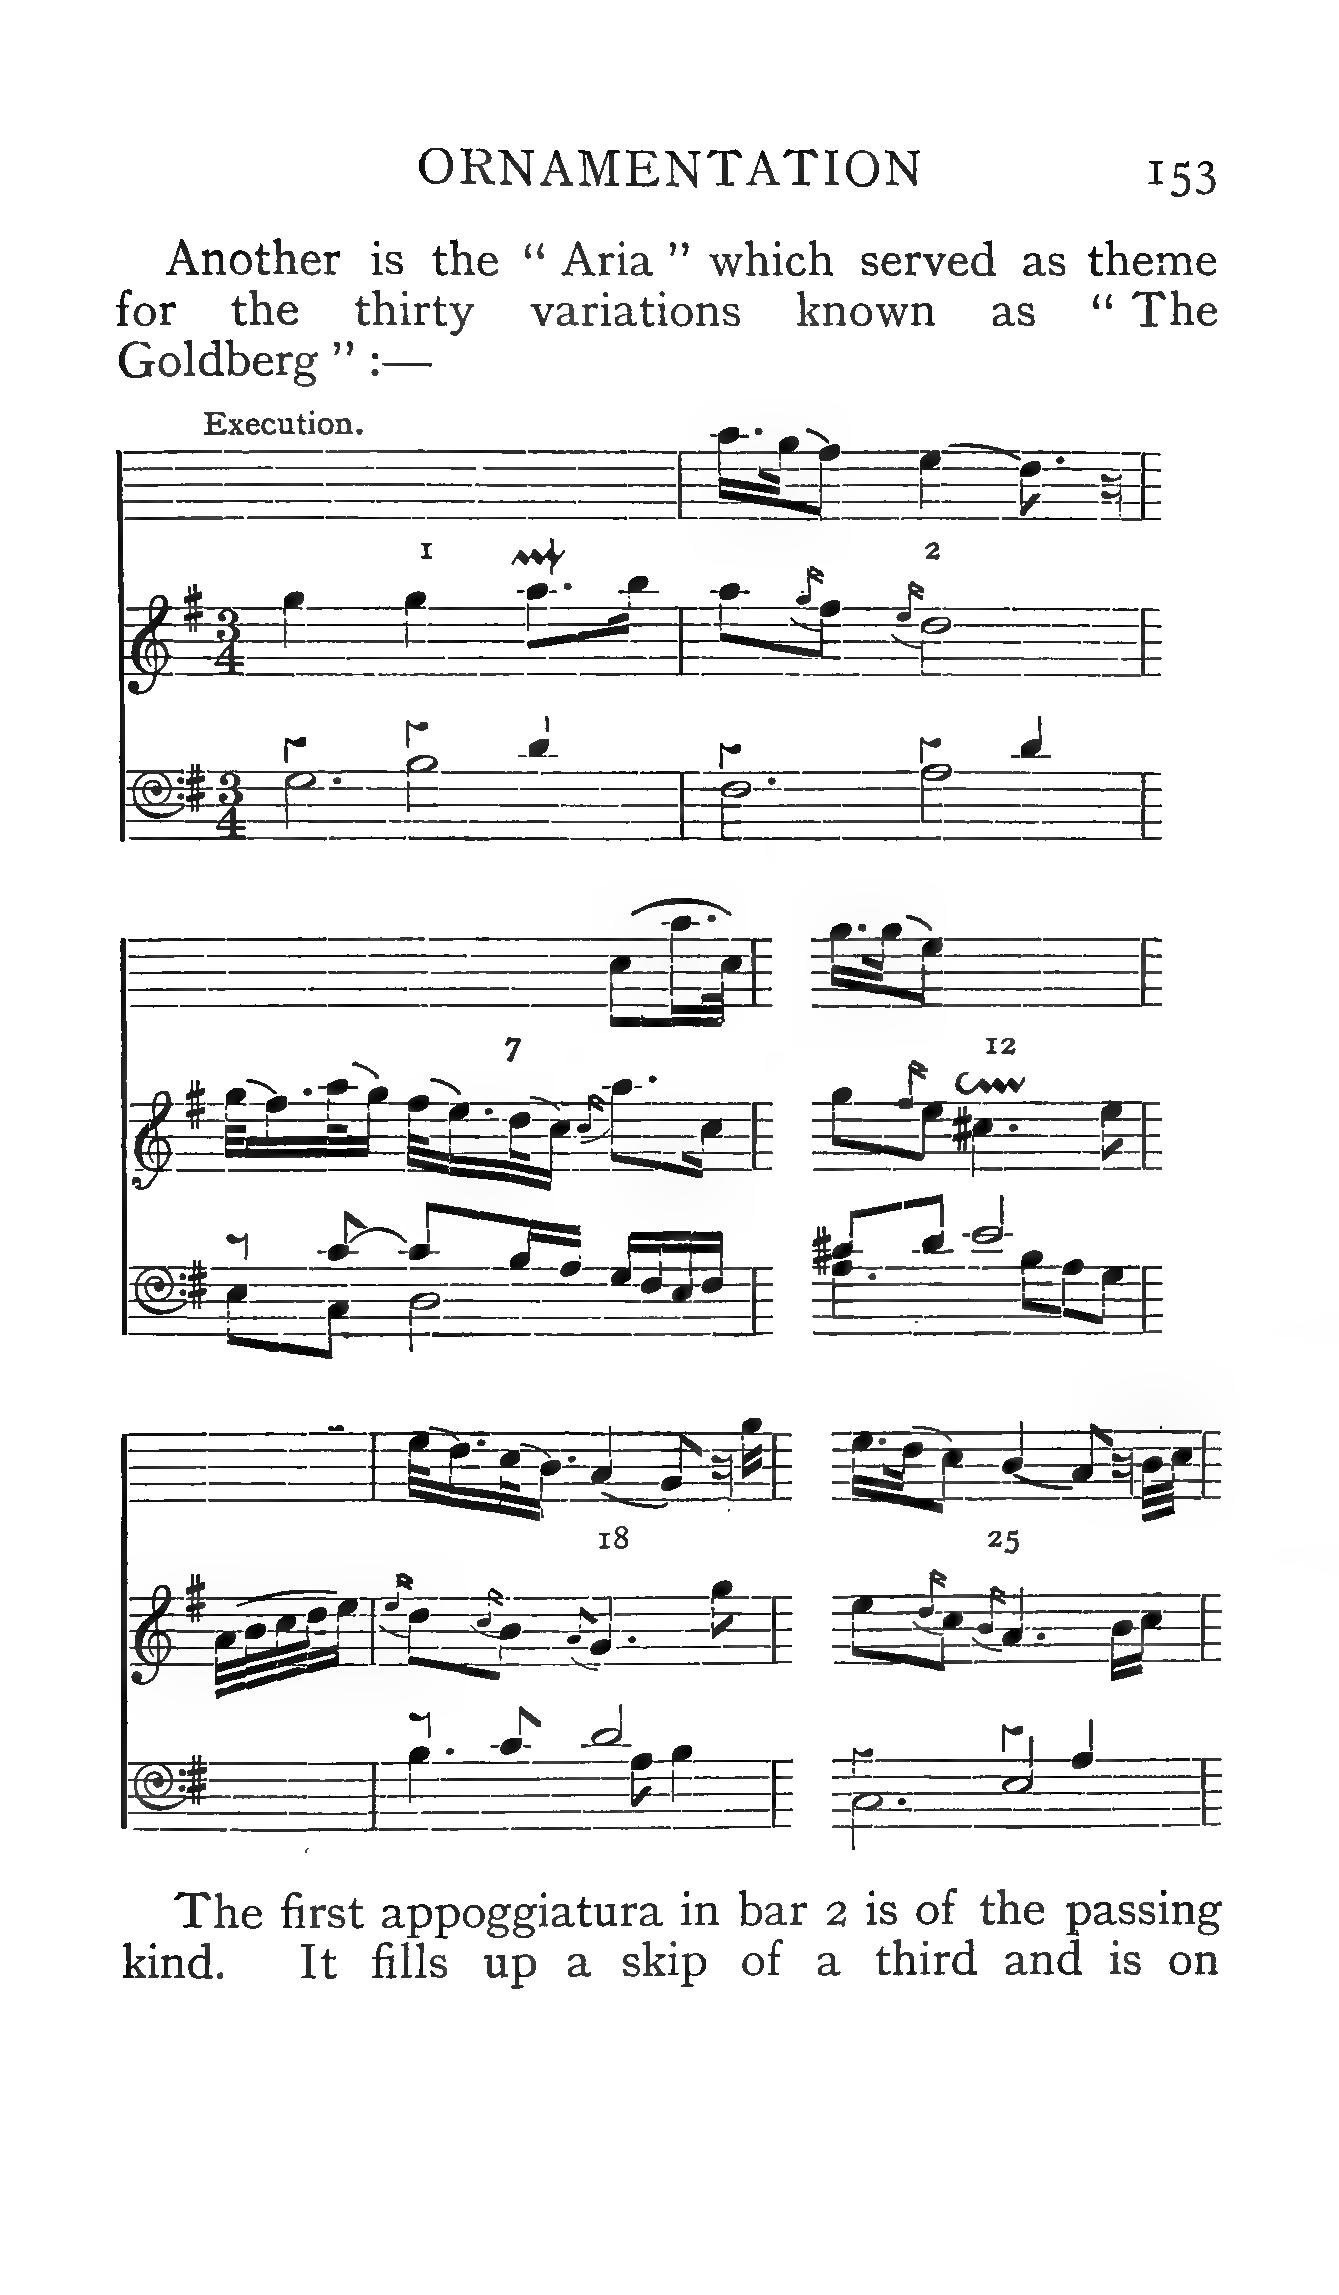 ORNAMENTATION 153
Another is the “ Aria ” which served as theme
for the thirty variations known as “ The
Goldberg ” :—
Execution.
1 2
3
4
3
4
7 12
18 25
The first appoggiatura in bar 2 is of the passing
kind. It fills up a skip of a third and is on